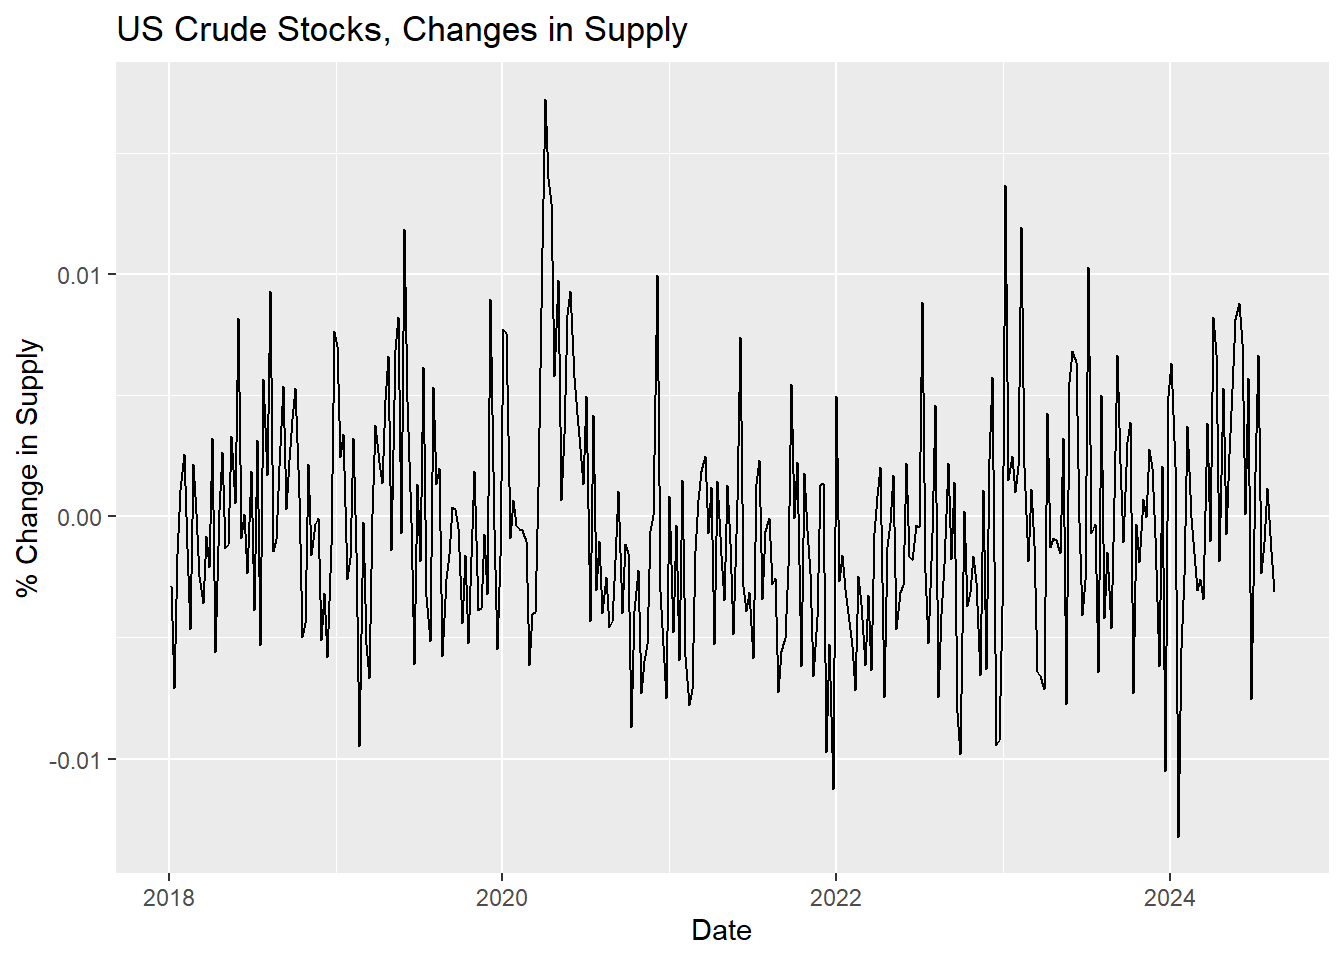 US Crude Stocks, Changes in Supply
% Change in Supply
0.01
0.00
-0.01
2018
2020
2022
2024
Date